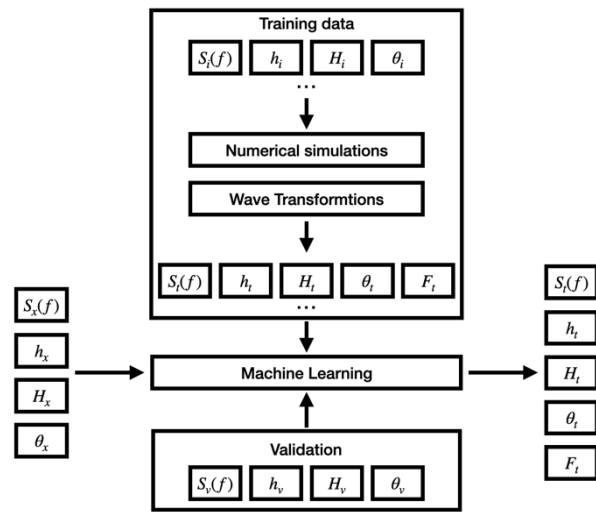 Training data
S_i(f) h_i H_i θ_i
...
Numerical simulations
Wave Transformtions
S_t(f) h_t H_t θ_t F_t
...
S_x(f)
h_x
H_x
θ_x
Machine Learning
S_t(f)
h_t
H_t
θ_t
F_t
Validation
S_v(f) h_v H_v θ_v